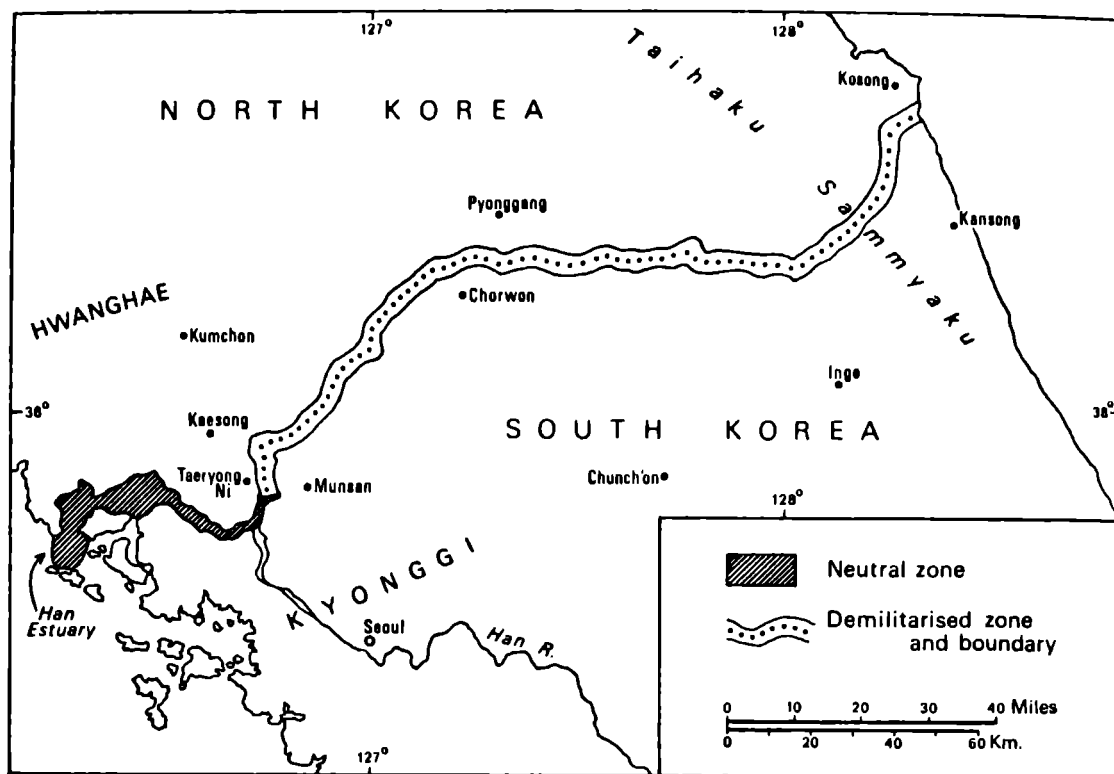 127°
128°
Taihaku
Kosong
NORTH KOREA
Pyonggang
Sammyaku
Kansong
Chorwon
HWANGHAE
Kumchon
Inge
38°
38°
Kaesong
SOUTH KOREA
Taeryong
Ni
Munsan
Chunch'on
128°
KYONGGI
Neutral zone
Han
Estuary
Seoul
Han R.
Demilitarised zone
and boundary
0 10 20 30 40 Miles
127°
0 20 40 60 Km.